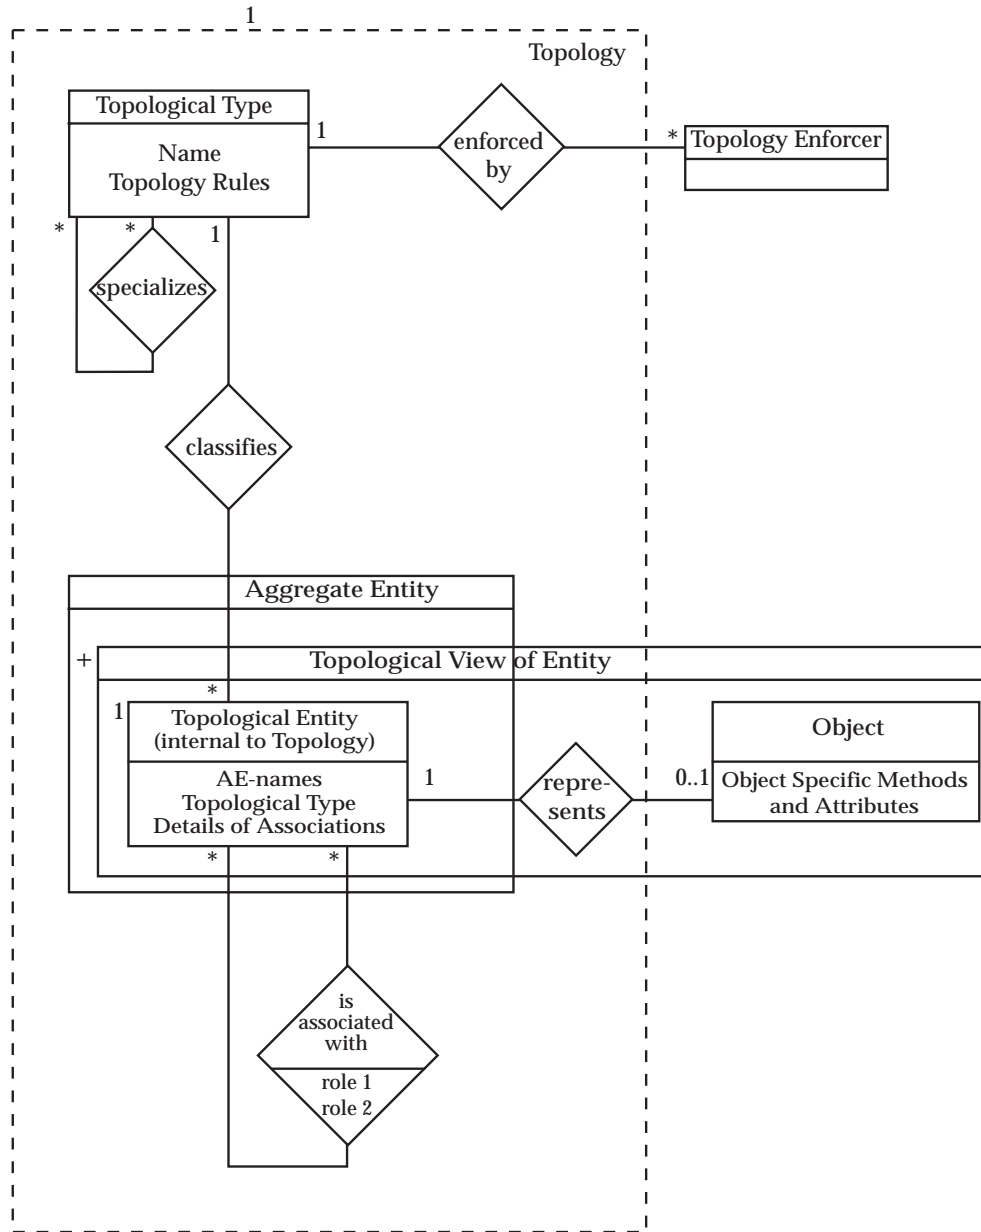 1
Topology
Topological Type
Name
Topology Rules
1
enforced
by
*
Topology Enforcer
*
*
1
specializes
classifies
Aggregate Entity
+
Topological View of Entity
*
1
Topological Entity
(internal to Topology)
AE-names
Topological Type
Details of Associations
1
repre-
sents
0..1
Object
Object Specific Methods
and Attributes
*
*
is
associated
with
role 1
role 2